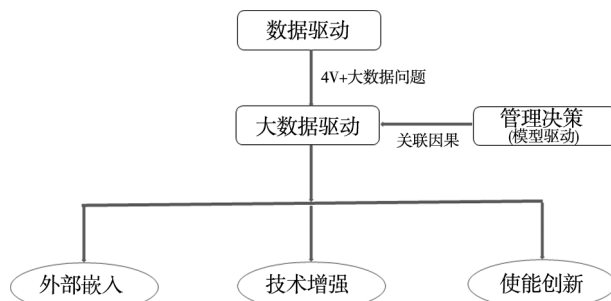 数据驱动
4V+大数据问题
大数据驱动
管理决策
(模型驱动)
关联因果
外部嵌入
技术增强
使能创新